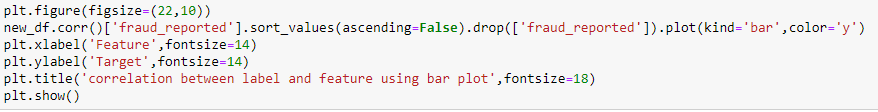 plt.figure(figsize=(22,10))
new_df.corr()['fraud_reported'].sort_values(ascending=False).drop(['fraud_reported']).plot(kind='bar',color='y')
plt.xlabel('Feature',fontsize=14)
plt.ylabel('Target',fontsize=14)
plt.title('correlation between label and feature using bar plot',fontsize=18)
plt.show()